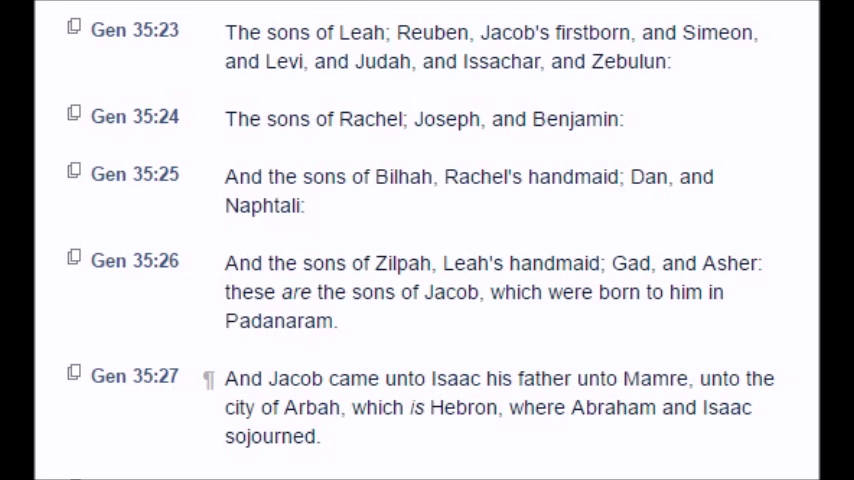 Gen 35:23 The sons of Leah; Reuben, Jacob's firstborn, and Simeon,
and Levi, and Judah, and Issachar, and Zebulun:
Gen 35:24 The sons of Rachel; Joseph, and Benjamin:
Gen 35:25 And the sons of Bilhah, Rachel's handmaid; Dan, and
Naphtali:
Gen 35:26 And the sons of Zilpah, Leah's handmaid; Gad, and Asher:
these are the sons of Jacob, which were born to him in
Padanaram.
Gen 35:27 ¶ And Jacob came unto Isaac his father unto Mamre, unto the
city of Arbah, which is Hebron, where Abraham and Isaac
sojourned.